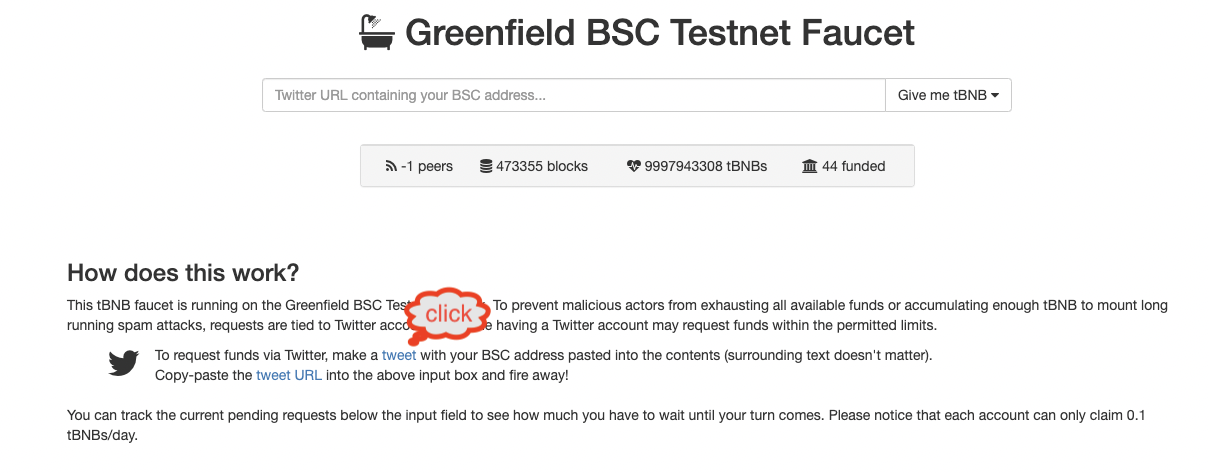 Greenfield BSC Testnet Faucet
Twitter URL containing your BSC address...
Give me tBNB
-1 peers
473355 blocks
9997943308 tBNBs
44 funded
How does this work?
This tBNB faucet is running on the Greenfield BSC To prevent malicious actors from exhausting all available funds or accumulating enough tBNB to mount long
running spam attacks, requests are tied to Twitter having a Twitter account may request funds within the permitted limits.
click
To request funds via Twitter, make a tweet with your BSC address pasted into the contents (surrounding text doesn't matter).
Copy-paste the tweet URL into the above input box and fire away!
You can track the current pending requests below the input field to see how much you have to wait until your turn comes. Please notice that each account can only claim 0.1
tBNBs/day.